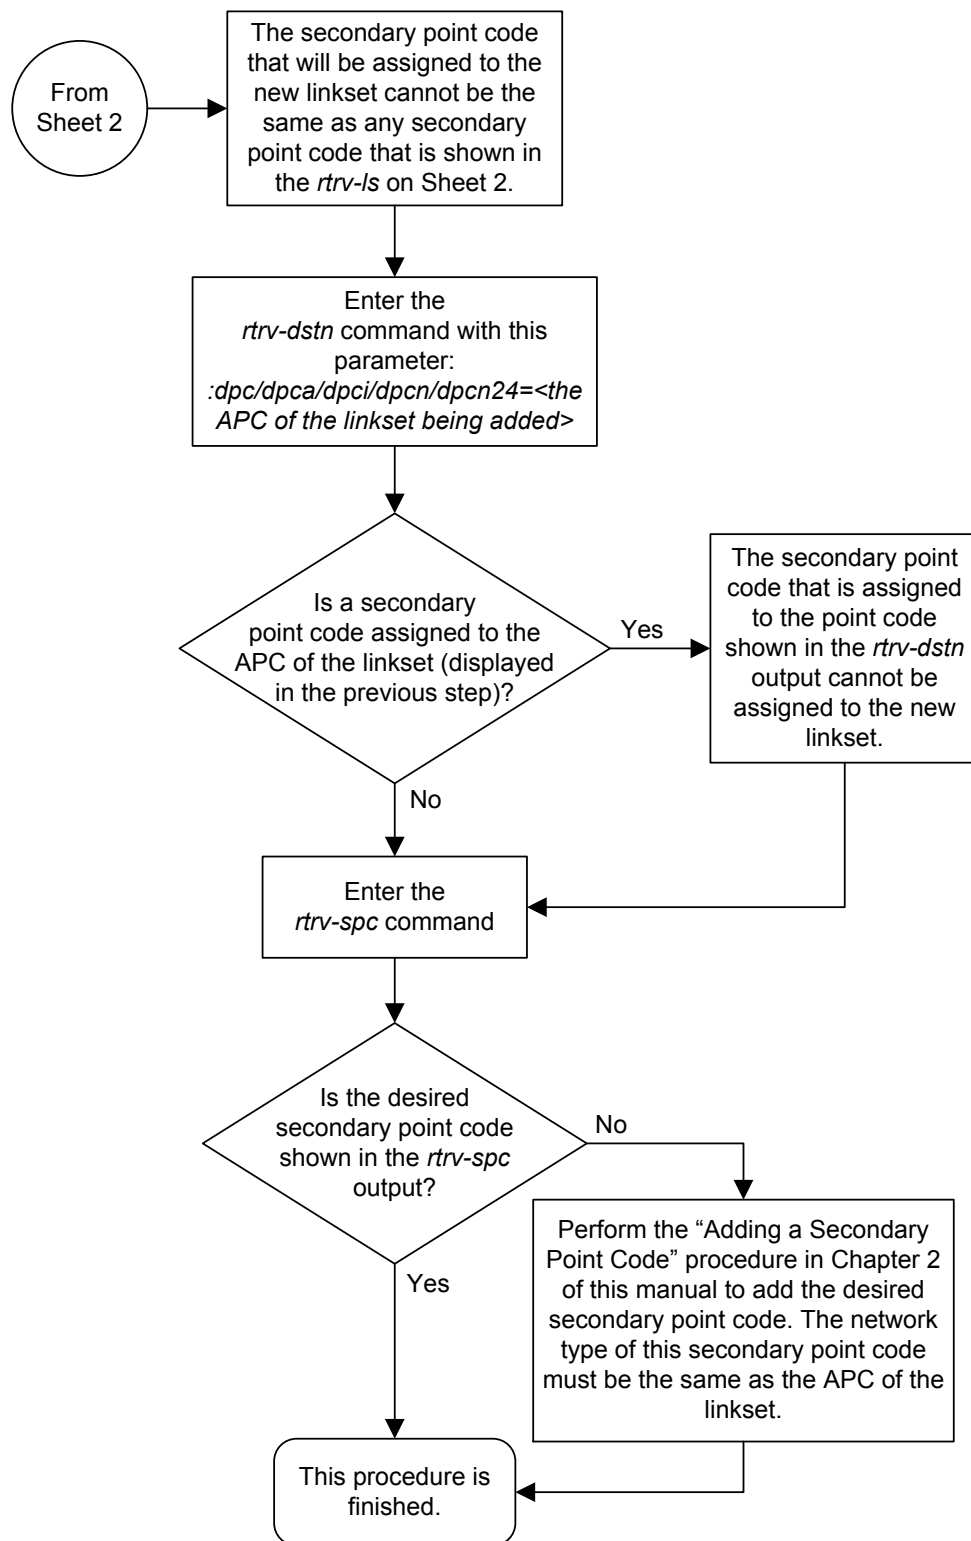 From
Sheet 2
The secondary point code
that will be assigned to the
new linkset cannot be the
same as any secondary
point code that is shown in
the rtrv-ls on Sheet 2.
Enter the
rtrv-dstn command with this
parameter:
:dpc/dpca/dpci/dpcn/dpcn24=<the
APC of the linkset being added>
Is a secondary
point code assigned to the
APC of the linkset (displayed
in the previous step)?
Yes
The secondary point
code that is assigned
to the point code
shown in the rtrv-dstn
output cannot be
assigned to the new
linkset.
No
Enter the
rtrv-spc command
Is the desired
secondary point code
shown in the rtrv-spc
output?
No
Perform the “Adding a Secondary
Point Code” procedure in Chapter 2
of this manual to add the desired
secondary point code. The network
type of this secondary point code
must be the same as the APC of the
linkset.
Yes
This procedure is
finished.